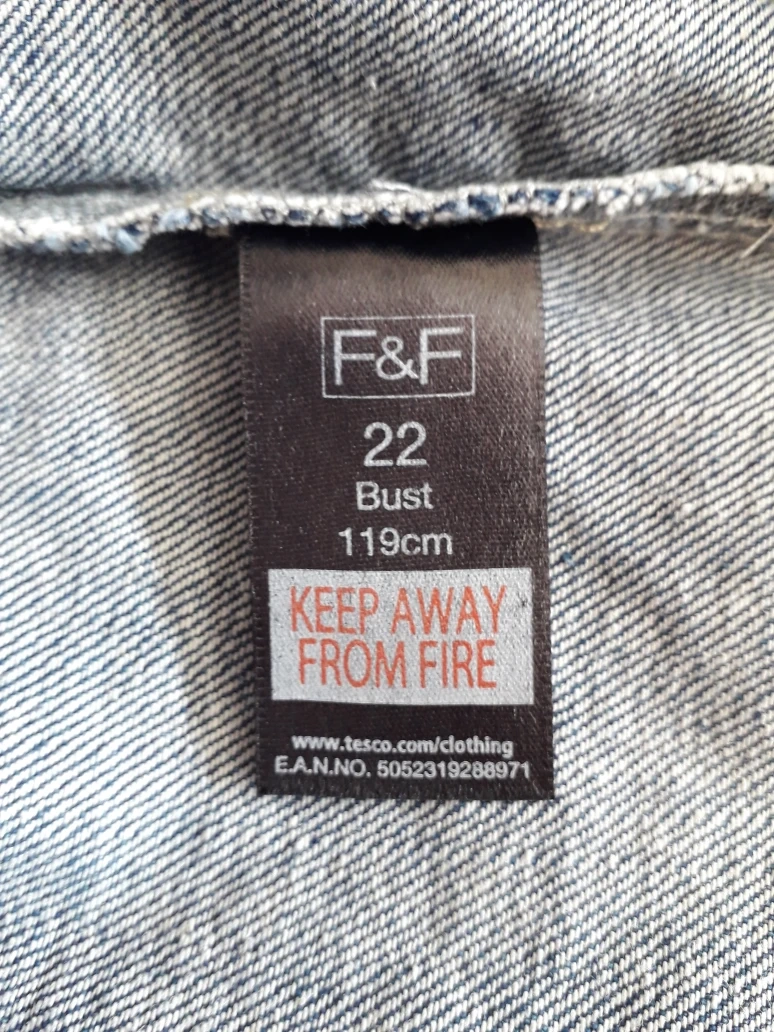 F&F
22
Bust
119cm
KEEP AWAY
FROM FIRE
www.tesco.com/clothing
E.A.N.NO. 5052319288971